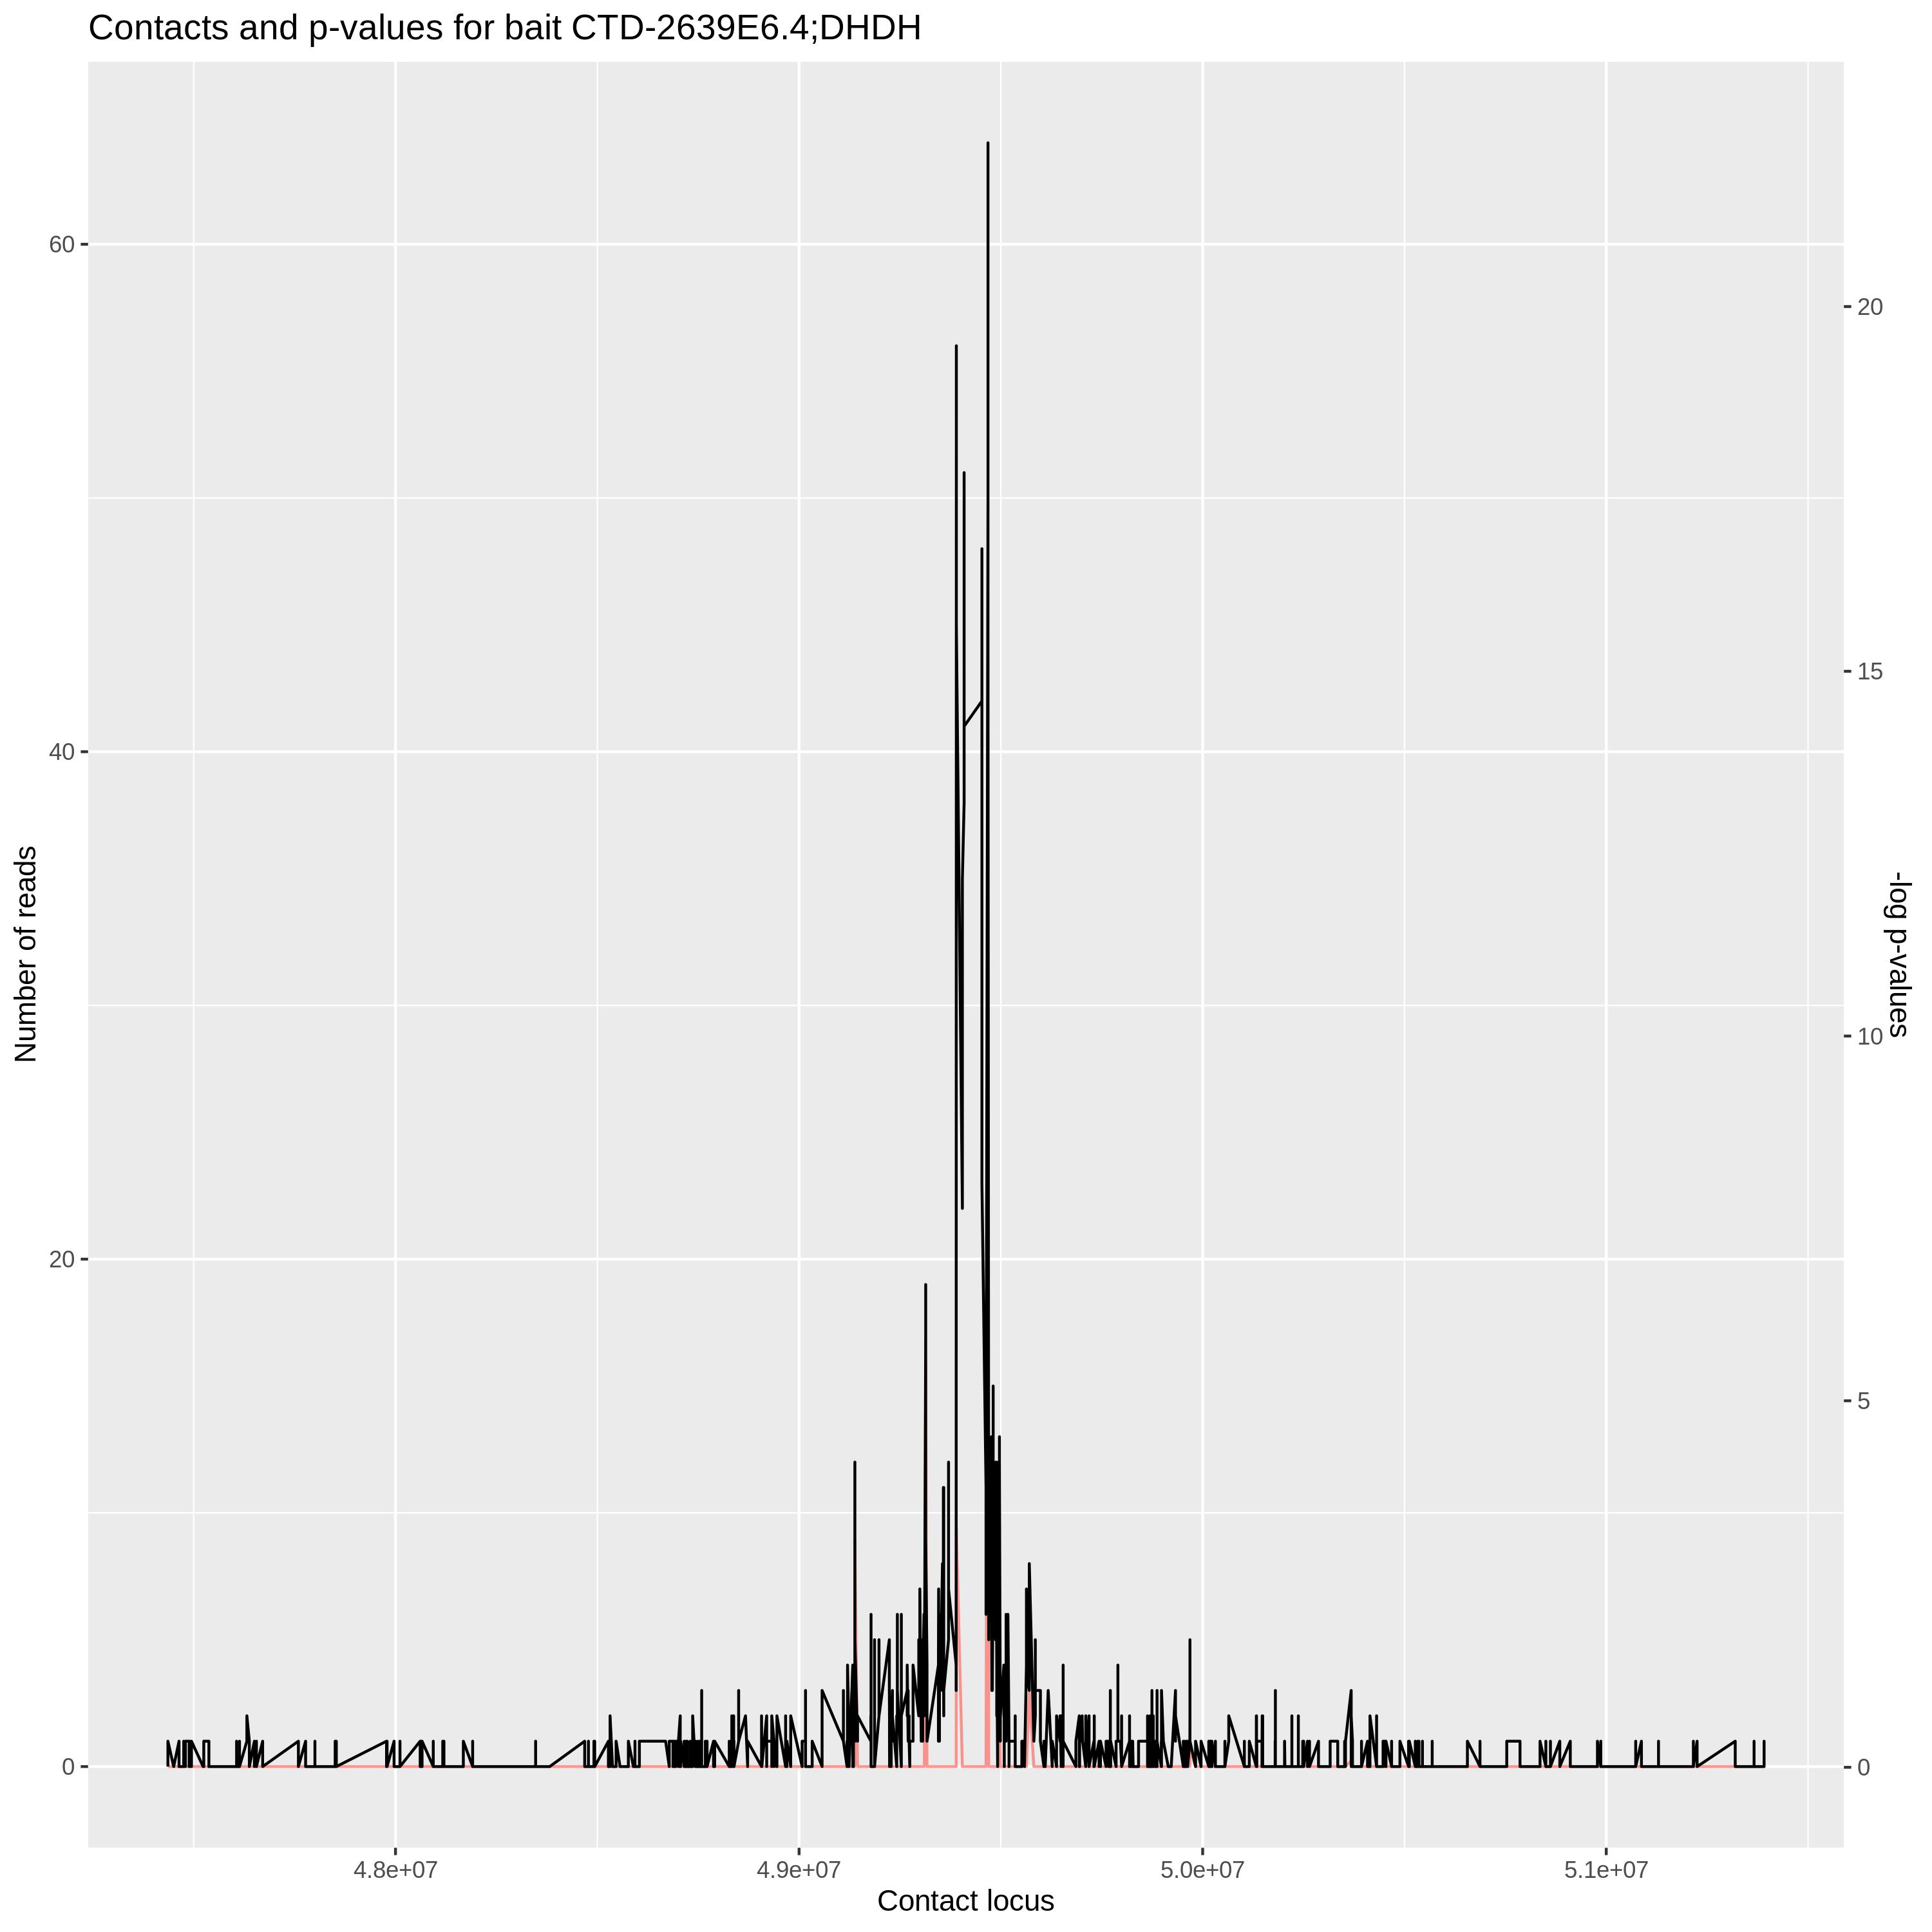 Contacts and p-values for bait CTD-2639E6.4;DHDH
60
40
20
0
Number of reads
20
15
10
5
0
-log p-values
4.8e+07
4.9e+07
5.0e+07
5.1e+07
Contact locus